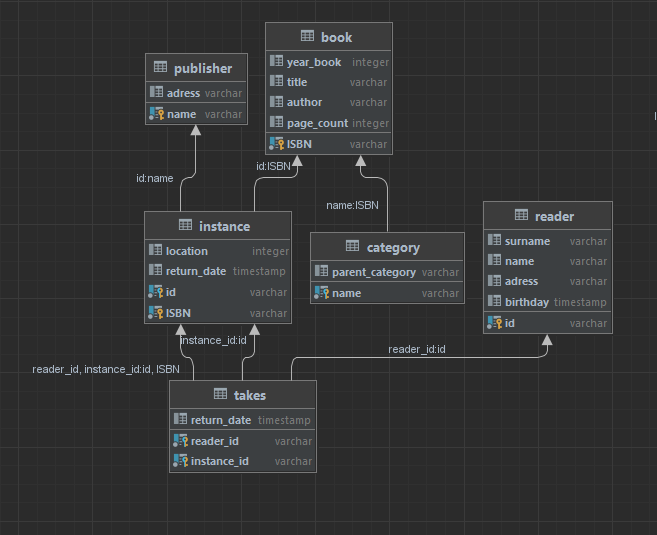 book
year_book integer
title varchar
author varchar
page_count integer
ISBN varchar
publisher
adress varchar
name varchar
id:name
id:ISBN
name:ISBN
instance
location integer
return_date timestamp
id varchar
ISBN varchar
category
parent_category varchar
name varchar
reader
surname varchar
name varchar
adress varchar
birthday timestamp
id varchar
instance_id:id
reader_id:id
reader_id, instance_id:id, ISBN
takes
return_date timestamp
reader_id varchar
instance_id varchar